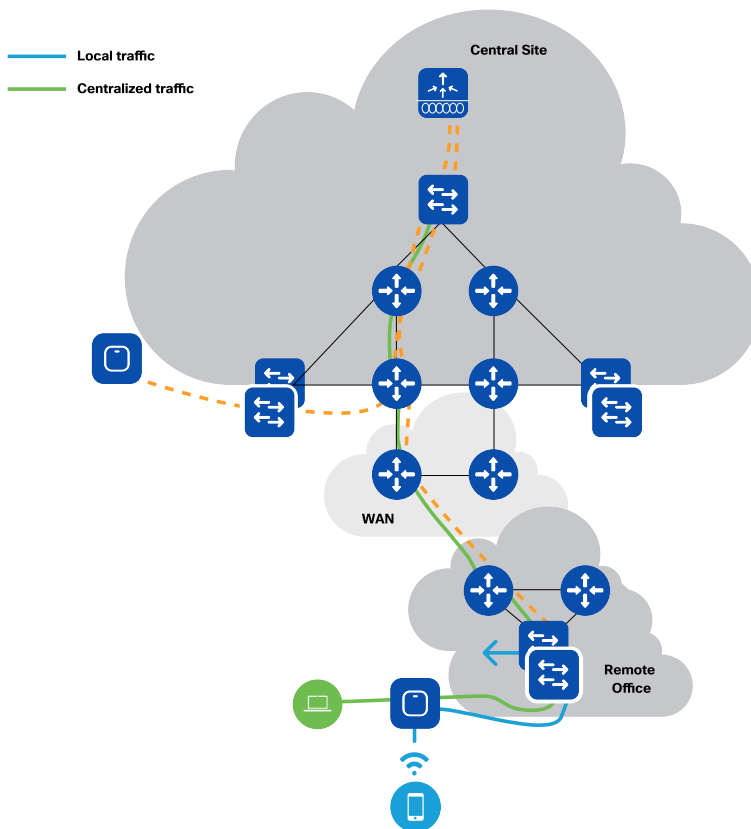 Central Site
Local traffic
Centralized traffic
WAN
Remote
Office